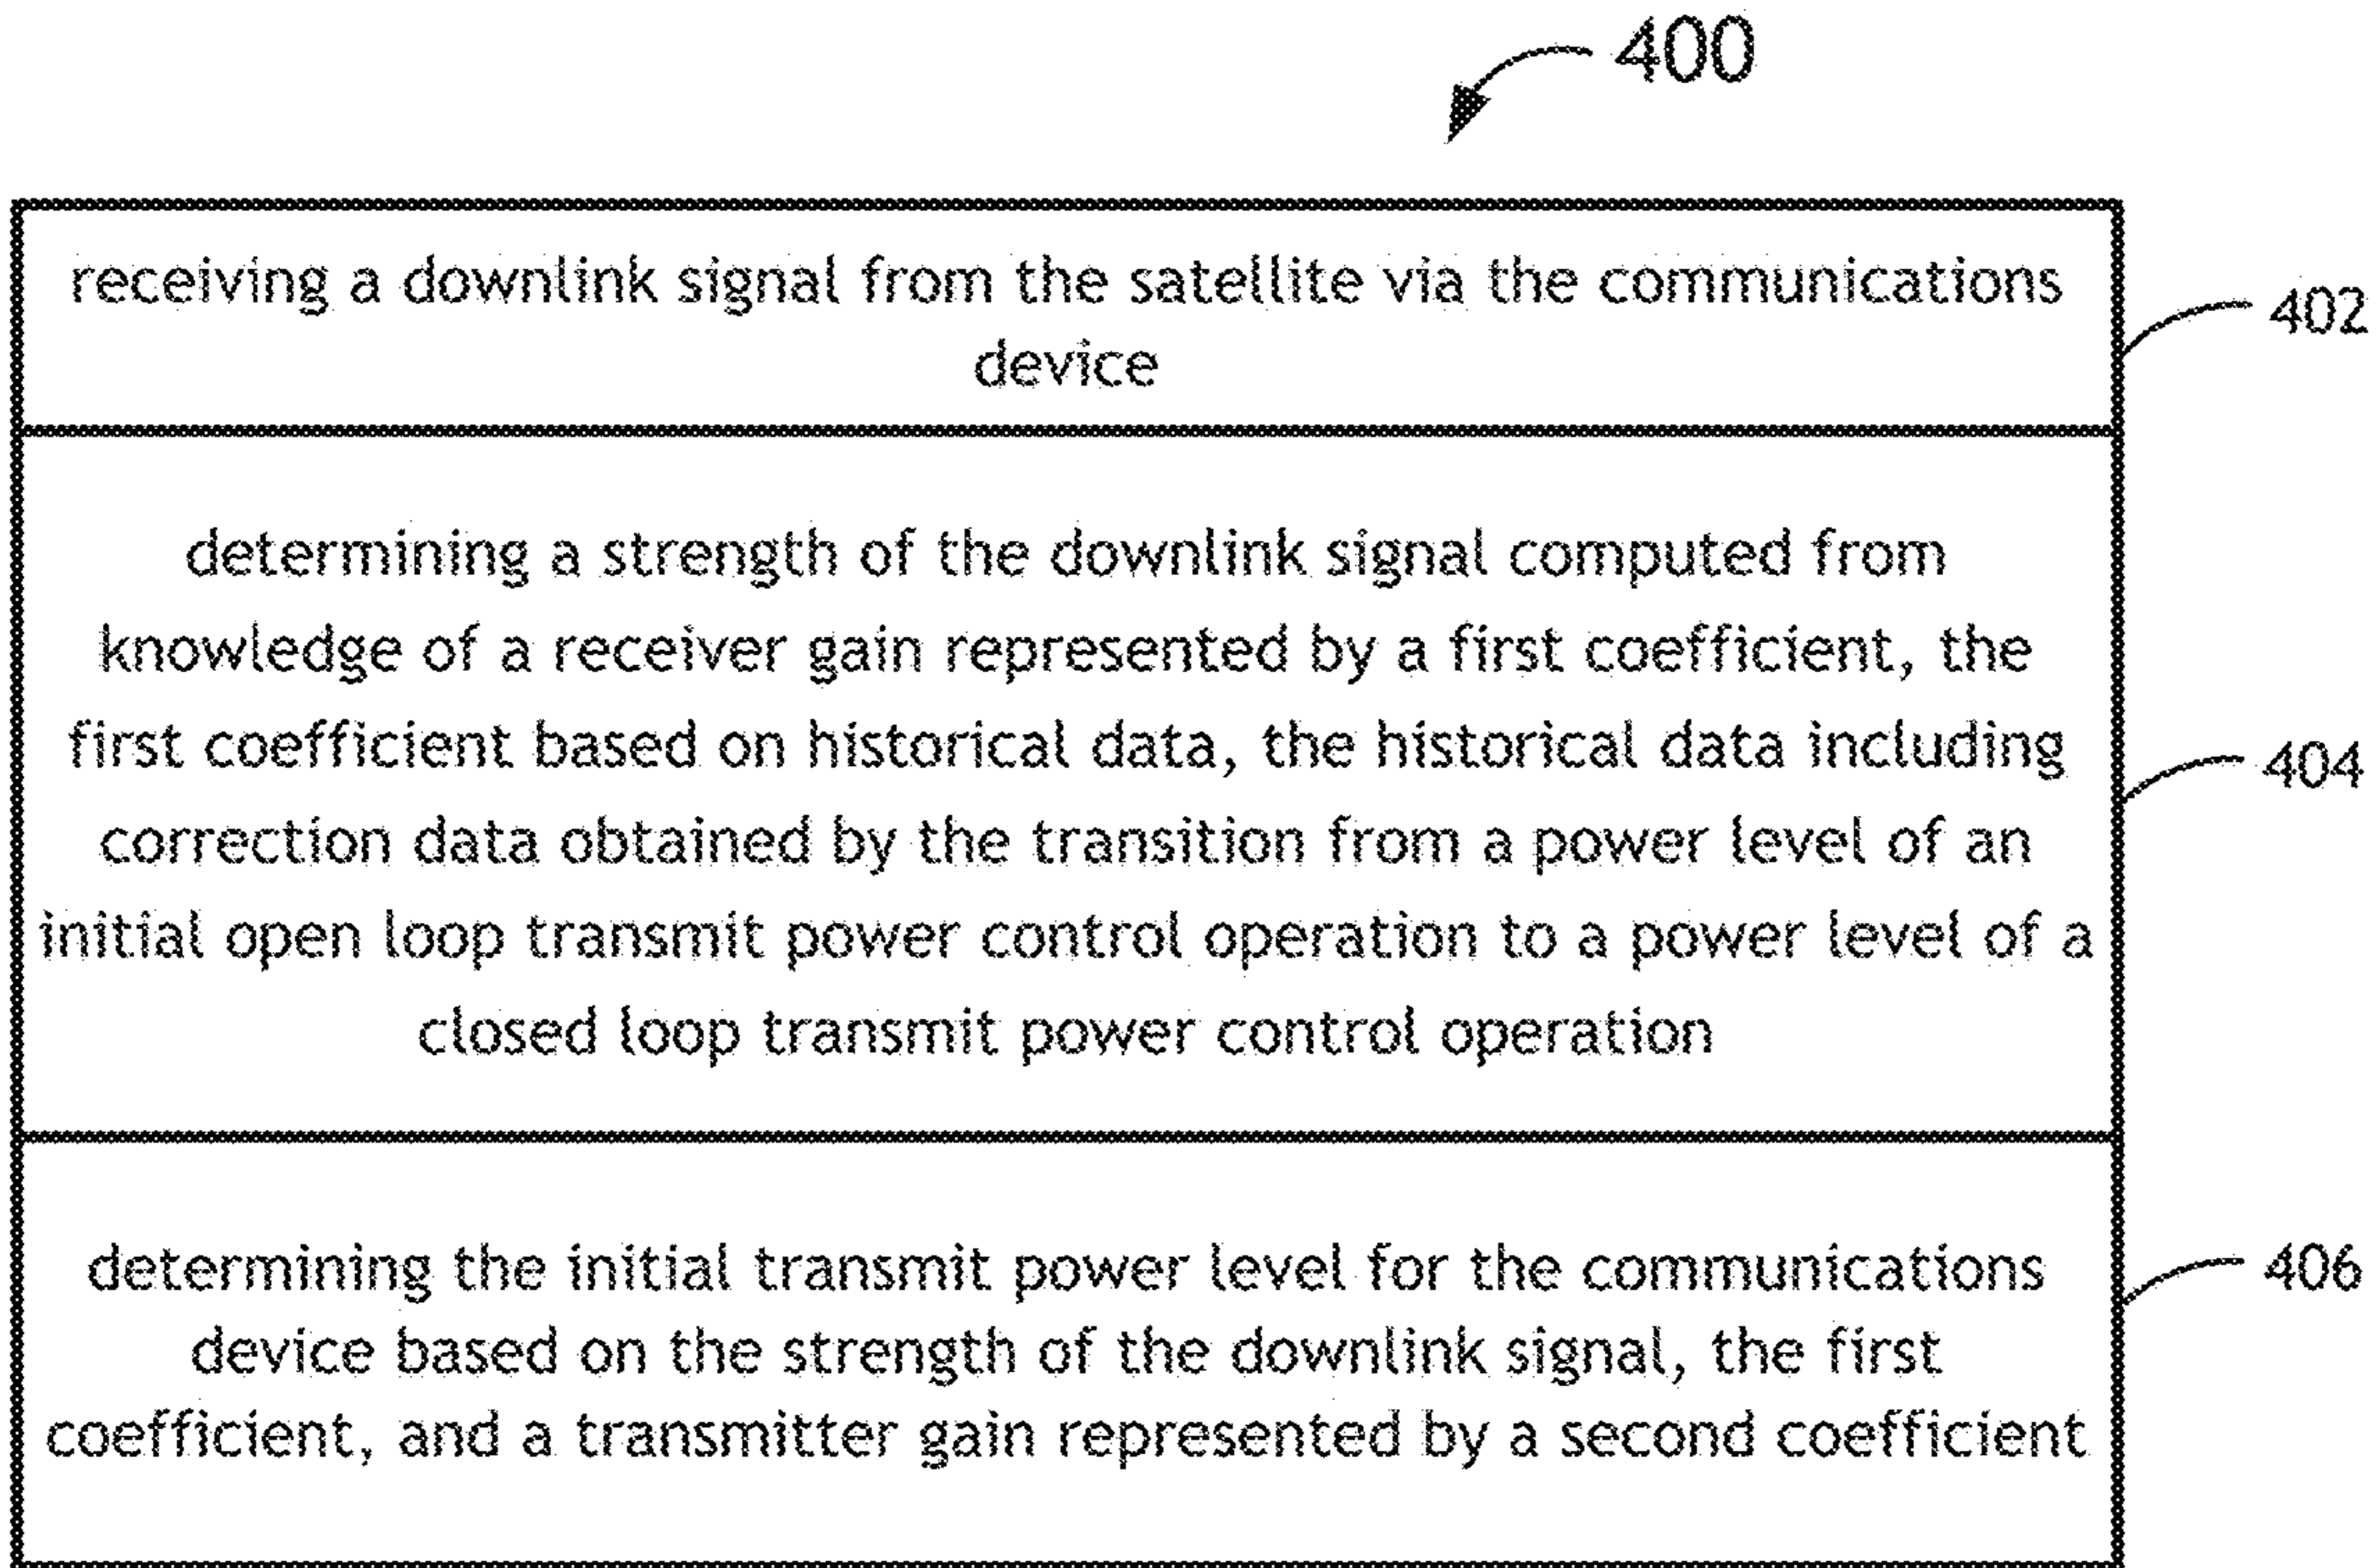 400
receiving a downlink signal from the satellite via the communications
device
402
determining a strength of the downlink signal computed from
knowledge of a receiver gain represented by a first coefficient, the
first coefficient based on historical data, the historical data including
correction data obtained by the transition from a power level of an
initial open loop transmit power control operation to a power level of a
closed loop transmit power control operation
404
determining the initial transmit power level for the communications
device based on the strength of the downlink signal, the first
coefficient, and a transmitter gain represented by a second coefficient
406